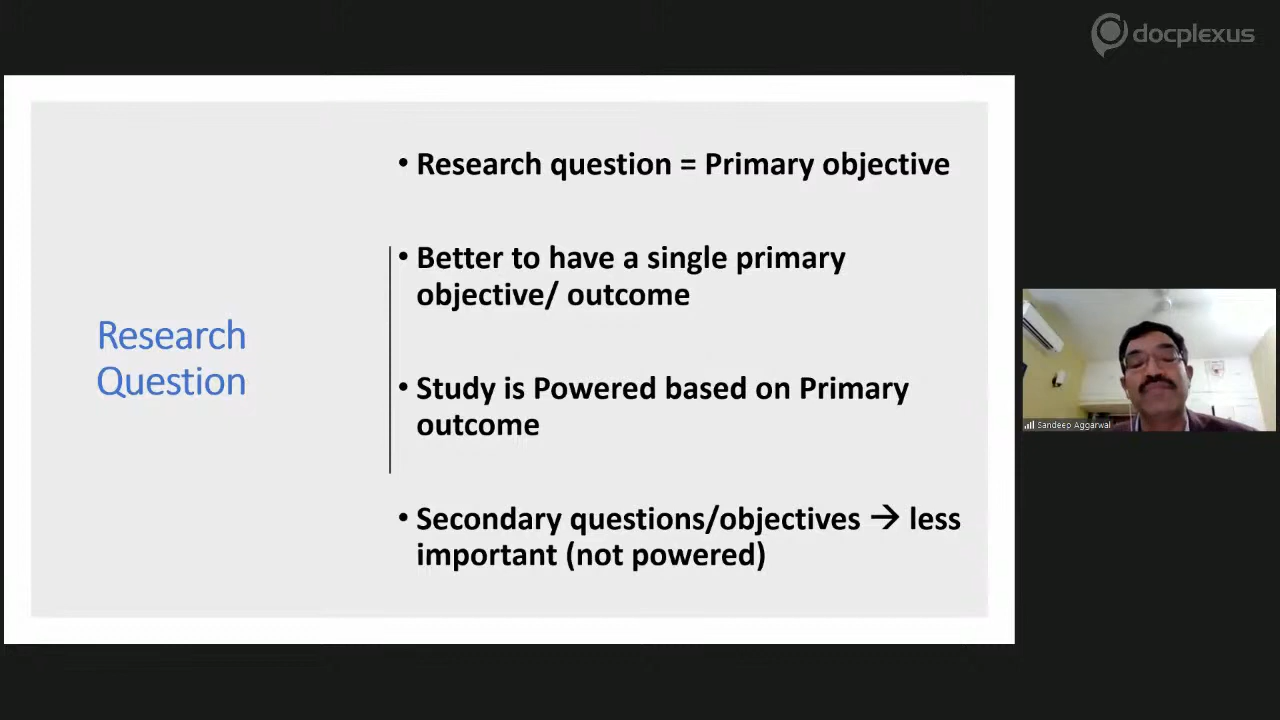 docplexus
• Research question = Primary objective
• Better to have a single primary
objective/ outcome
Research
Question
• Study is Powered based on Primary
outcome
• Secondary questions/objectives → less
important (not powered)
Sandeep Aggarwal